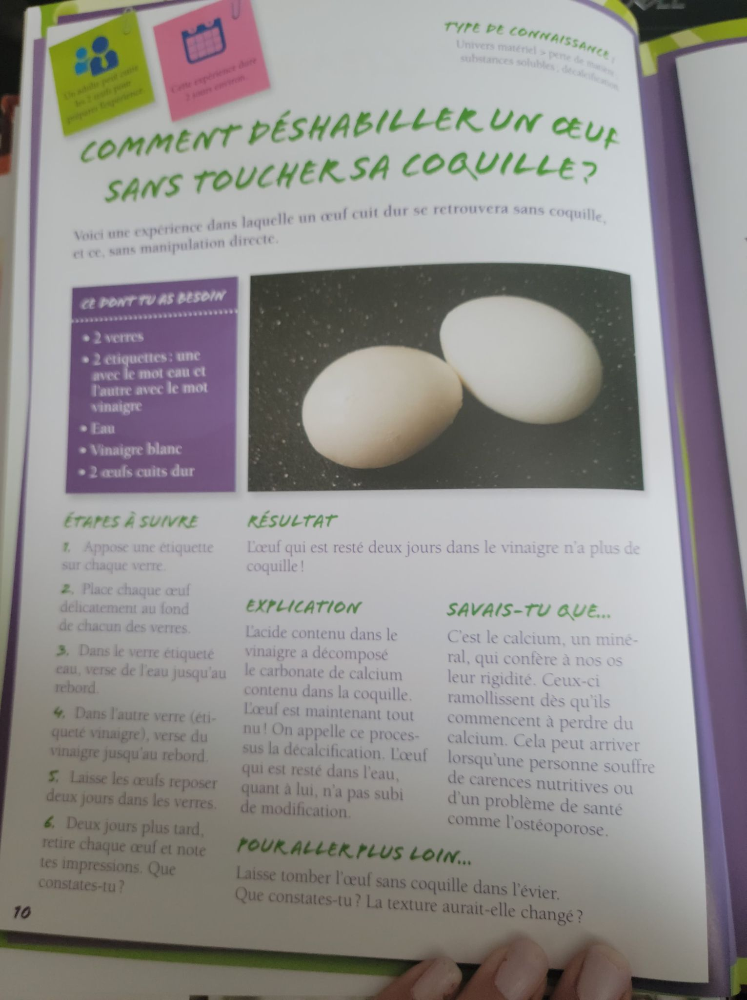 Un adulte peut cuire
les 2 œufs pour
préparer l'expérience.
Cette expérience dure
2 jours environ.
TYPE DE CONNAISSANCE :
Univers matériel > perte de matière,
substances solubles, décalcification
COMMENT DÉSHABILLER UN ŒUF
SANS TOUCHER SA COQUILLE ?
Voici une expérience dans laquelle un œuf cuit dur se retrouvera sans coquille,
et ce, sans manipulation directe.
CE DONT TU AS BESOIN
• 2 verres
• 2 étiquettes : une
avec le mot eau et
l'autre avec le mot
vinaigre
• Eau
• Vinaigre blanc
• 2 œufs cuits dur
ÉTAPES À SUIVRE
1. Appose une étiquette
sur chaque verre.
2. Place chaque œuf
délicatement au fond
de chacun des verres.
3. Dans le verre étiqueté
eau, verse de l'eau jusqu'au
rebord.
4. Dans l'autre verre (éti-
queté vinaigre), verse du
vinaigre jusqu'au rebord.
5. Laisse les œufs reposer
deux jours dans les verres.
6. Deux jours plus tard,
retire chaque œuf et note
tes impressions. Que
constates-tu ?
RÉSULTAT
L'œuf qui est resté deux jours dans le vinaigre n'a plus de
coquille !
EXPLICATION
L'acide contenu dans le
vinaigre a décomposé
le carbonate de calcium
contenu dans la coquille.
L'œuf est maintenant tout
nu ! On appelle ce proces-
sus la décalcification. L'œuf
qui est resté dans l'eau,
quant à lui, n'a pas subi
de modification.
SAVAIS-TU QUE...
C'est le calcium, un miné-
ral, qui confère à nos os
leur rigidité. Ceux-ci
ramollissent dès qu'ils
commencent à perdre du
calcium. Cela peut arriver
lorsqu'une personne souffre
de carences nutritives ou
d'un problème de santé
comme l'ostéoporose.
POUR ALLER PLUS LOIN...
Laisse tomber l'œuf sans coquille dans l'évier.
Que constates-tu ? La texture aurait-elle changé ?
10